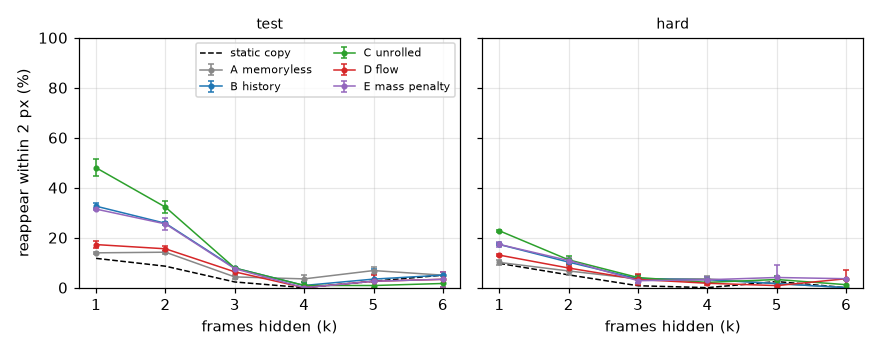 test
hard
100
80
60
40
20
0
reappear within 2 px (%)
static copy
A memoryless
B history
C unrolled
D flow
E mass penalty
1 2 3 4 5 6
1 2 3 4 5 6
frames hidden (k)
frames hidden (k)